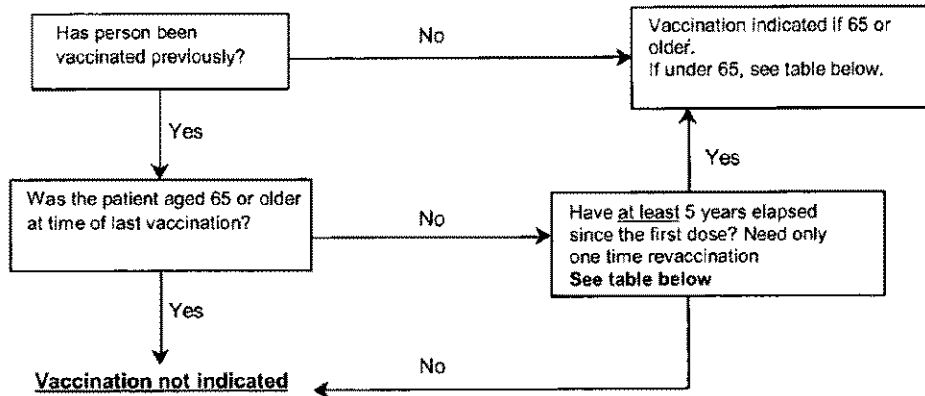 Has person been
vaccinated previously?
No
Vaccination indicated if 65 or
older.
If under 65, see table below.
Yes
Yes
Was the patient aged 65 or older
at time of last vaccination?
No
Have at least 5 years elapsed
since the first dose? Need only
one time revaccination
See table below
Yes
No
Vaccination not indicated